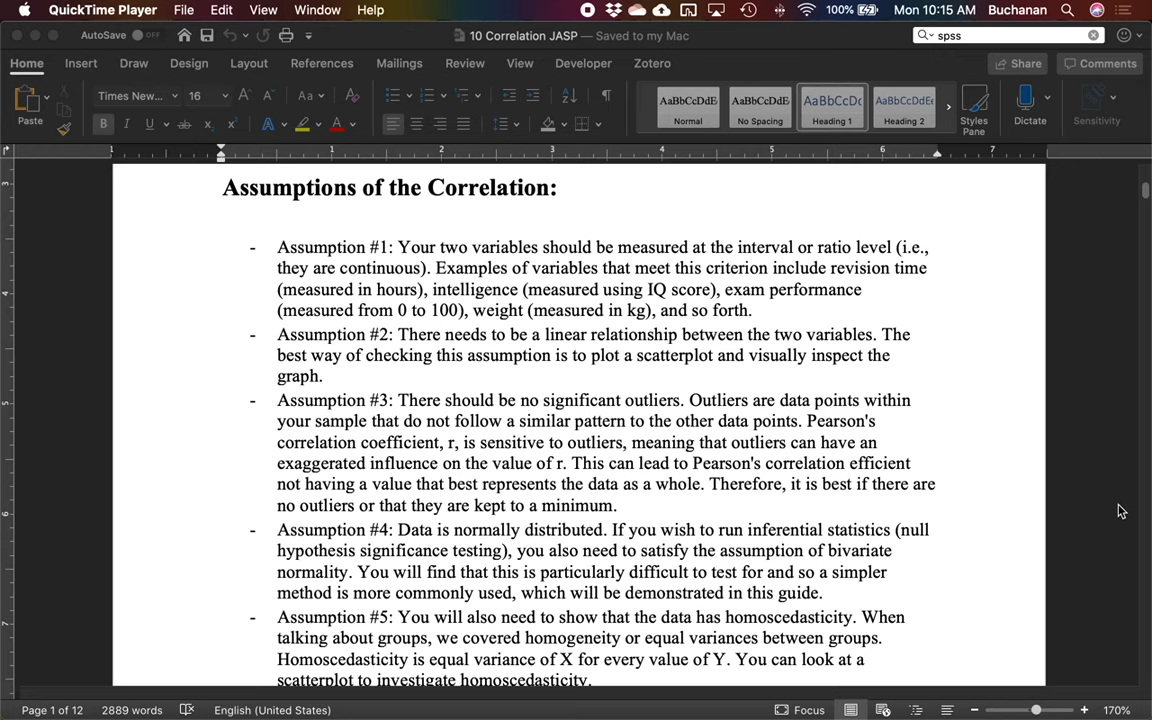 QuickTime Player File Edit View Window Help 100% Mon 10:15 AM Buchanan
AutoSave OFF 10 Correlation JASP — Saved to my Mac spss
Home Insert Draw Design Layout References Mailings Review View Developer Zotero Share Comments
Times New... 16 Aa AaBbCcDdE AaBbCcDdE AaBbCcDc AaBbCcDdEe
Paste Normal No Spacing Heading 1 Heading 2 Styles Pane Dictate Sensitivity
B I U ab x₂ x² A A
1 1 2 3 4 5 6 7
Assumptions of the Correlation:
- Assumption #1: Your two variables should be measured at the interval or ratio level (i.e.,
they are continuous). Examples of variables that meet this criterion include revision time
(measured in hours), intelligence (measured using IQ score), exam performance
(measured from 0 to 100), weight (measured in kg), and so forth.
- Assumption #2: There needs to be a linear relationship between the two variables. The
best way of checking this assumption is to plot a scatterplot and visually inspect the
graph.
- Assumption #3: There should be no significant outliers. Outliers are data points within
your sample that do not follow a similar pattern to the other data points. Pearson's
correlation coefficient, r, is sensitive to outliers, meaning that outliers can have an
exaggerated influence on the value of r. This can lead to Pearson's correlation efficient
not having a value that best represents the data as a whole. Therefore, it is best if there are
no outliers or that they are kept to a minimum.
- Assumption #4: Data is normally distributed. If you wish to run inferential statistics (null
hypothesis significance testing), you also need to satisfy the assumption of bivariate
normality. You will find that this is particularly difficult to test for and so a simpler
method is more commonly used, which will be demonstrated in this guide.
- Assumption #5: You will also need to show that the data has homoscedasticity. When
talking about groups, we covered homogeneity or equal variances between groups.
Homoscedasticity is equal variance of X for every value of Y. You can look at a
scatterplot to investigate homoscedasticity.
Page 1 of 12 2889 words English (United States) Focus 170%